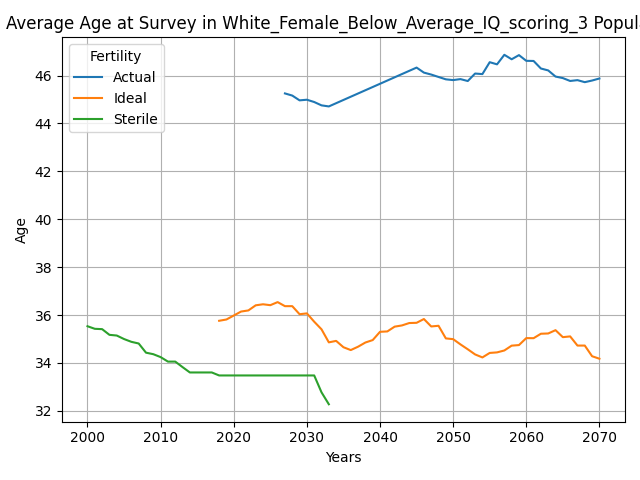 Average Age at Survey in White_Female_Below_Average_IQ_scoring_3 Popul
Fertility
Actual
Ideal
Sterile
46
44
42
40
38
36
34
32
Age
2000 2010 2020 2030 2040 2050 2060 2070
Years